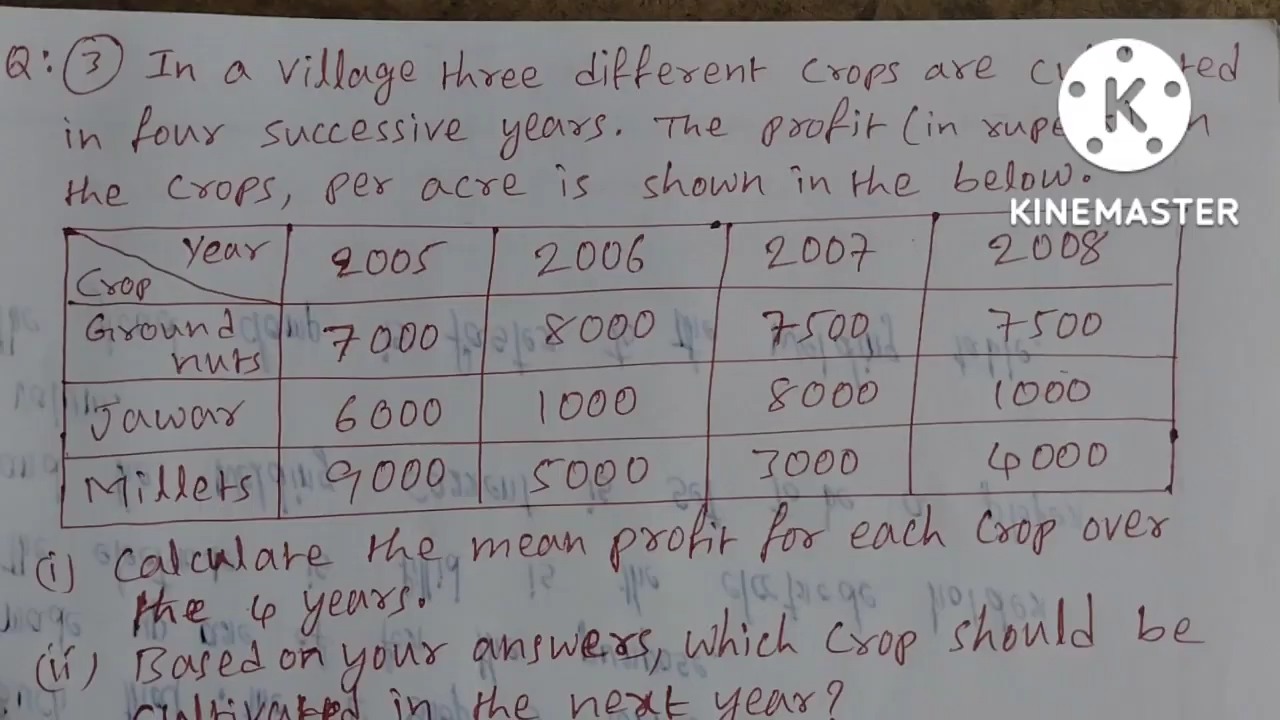 Q: ③ In a village three different crops are
in four successive years. The profit (in
the crops, per acre is shown in the below.
KINEMASTER
Year
Crop
2005 2006 2007 2008
Ground nuts 7000 8000 7500 7500
Jawar 6000 1000 8000 1000
Millets 9000 5000 3000 4000
(i) Calculate the mean profit for each crop over
the 4 years.
(ii) Based on your answers, which crop should be
cultivated in the next year?